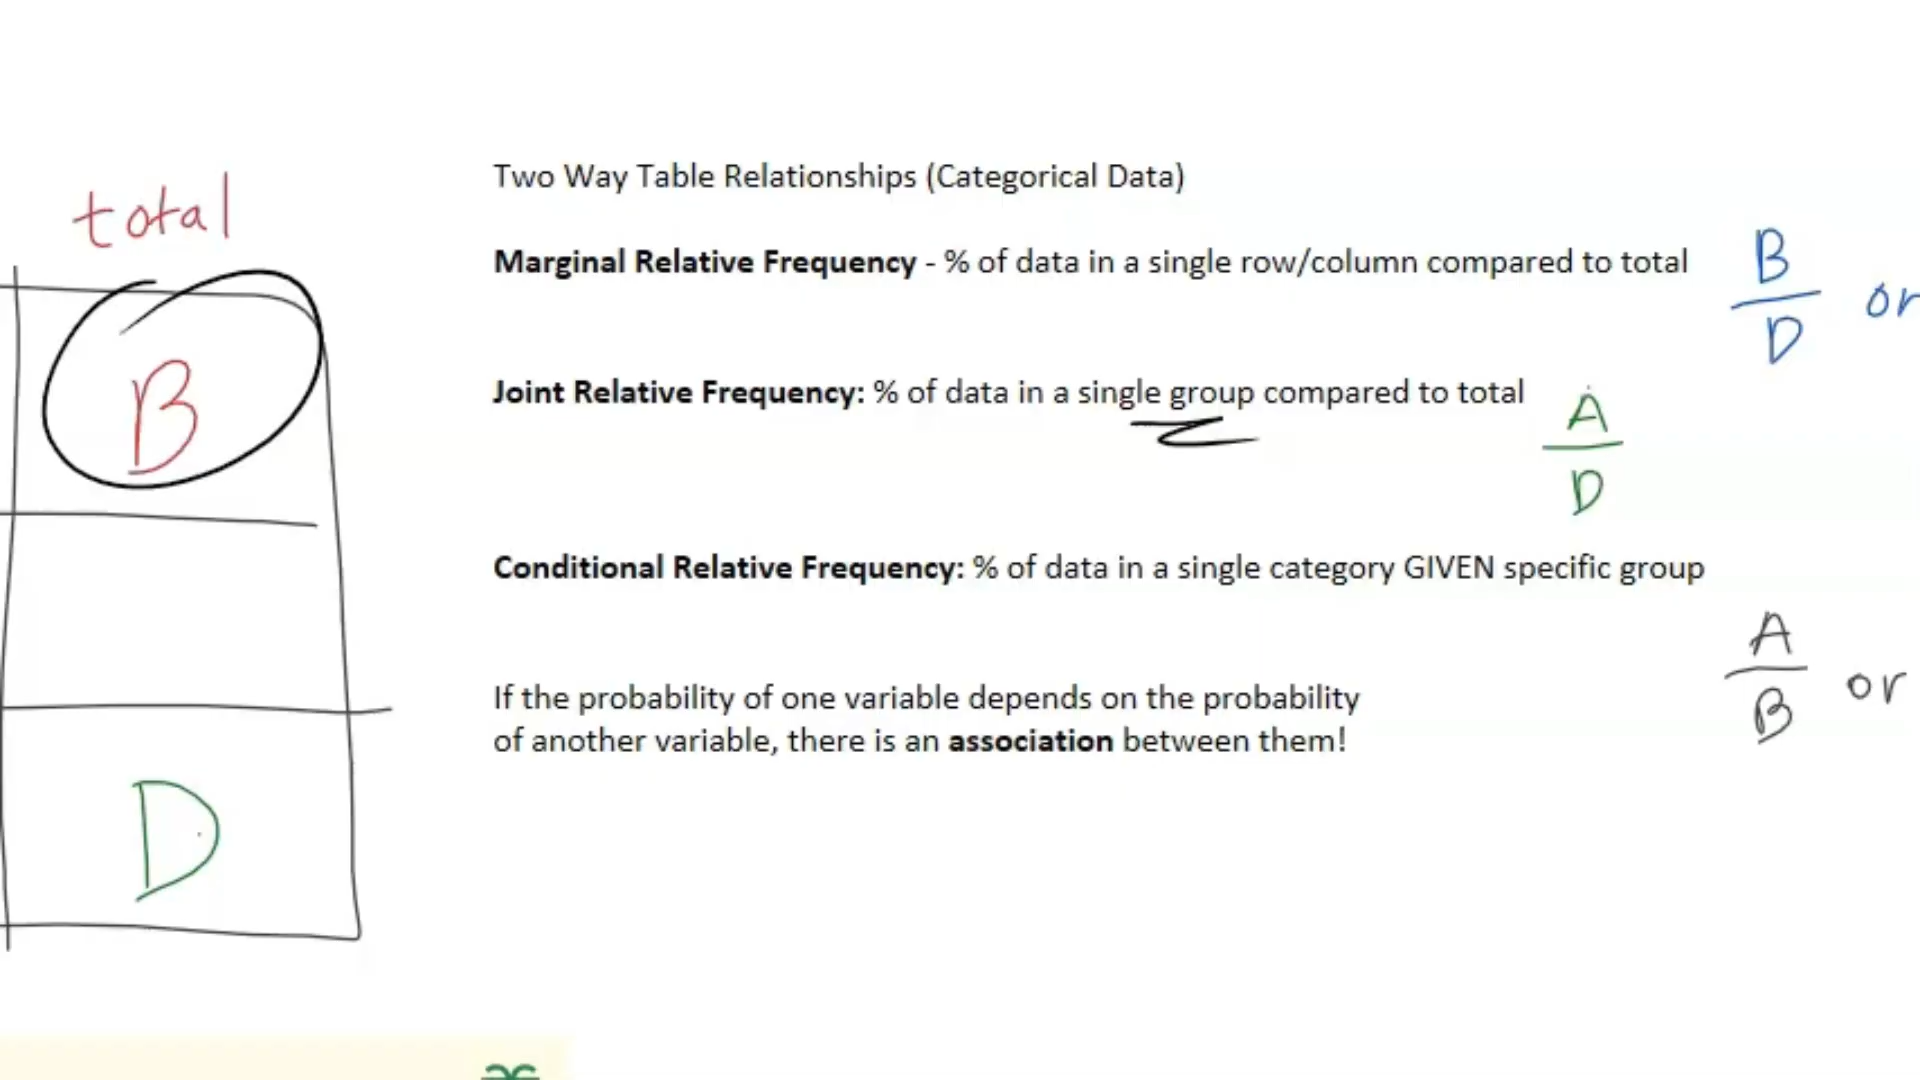 total
B
D
Two Way Table Relationships (Categorical Data)
Marginal Relative Frequency - % of data in a single row/column compared to total
B
D
or
Joint Relative Frequency: % of data in a single group compared to total
A
D
Conditional Relative Frequency: % of data in a single category GIVEN specific group
A
B
or
If the probability of one variable depends on the probability
of another variable, there is an association between them!